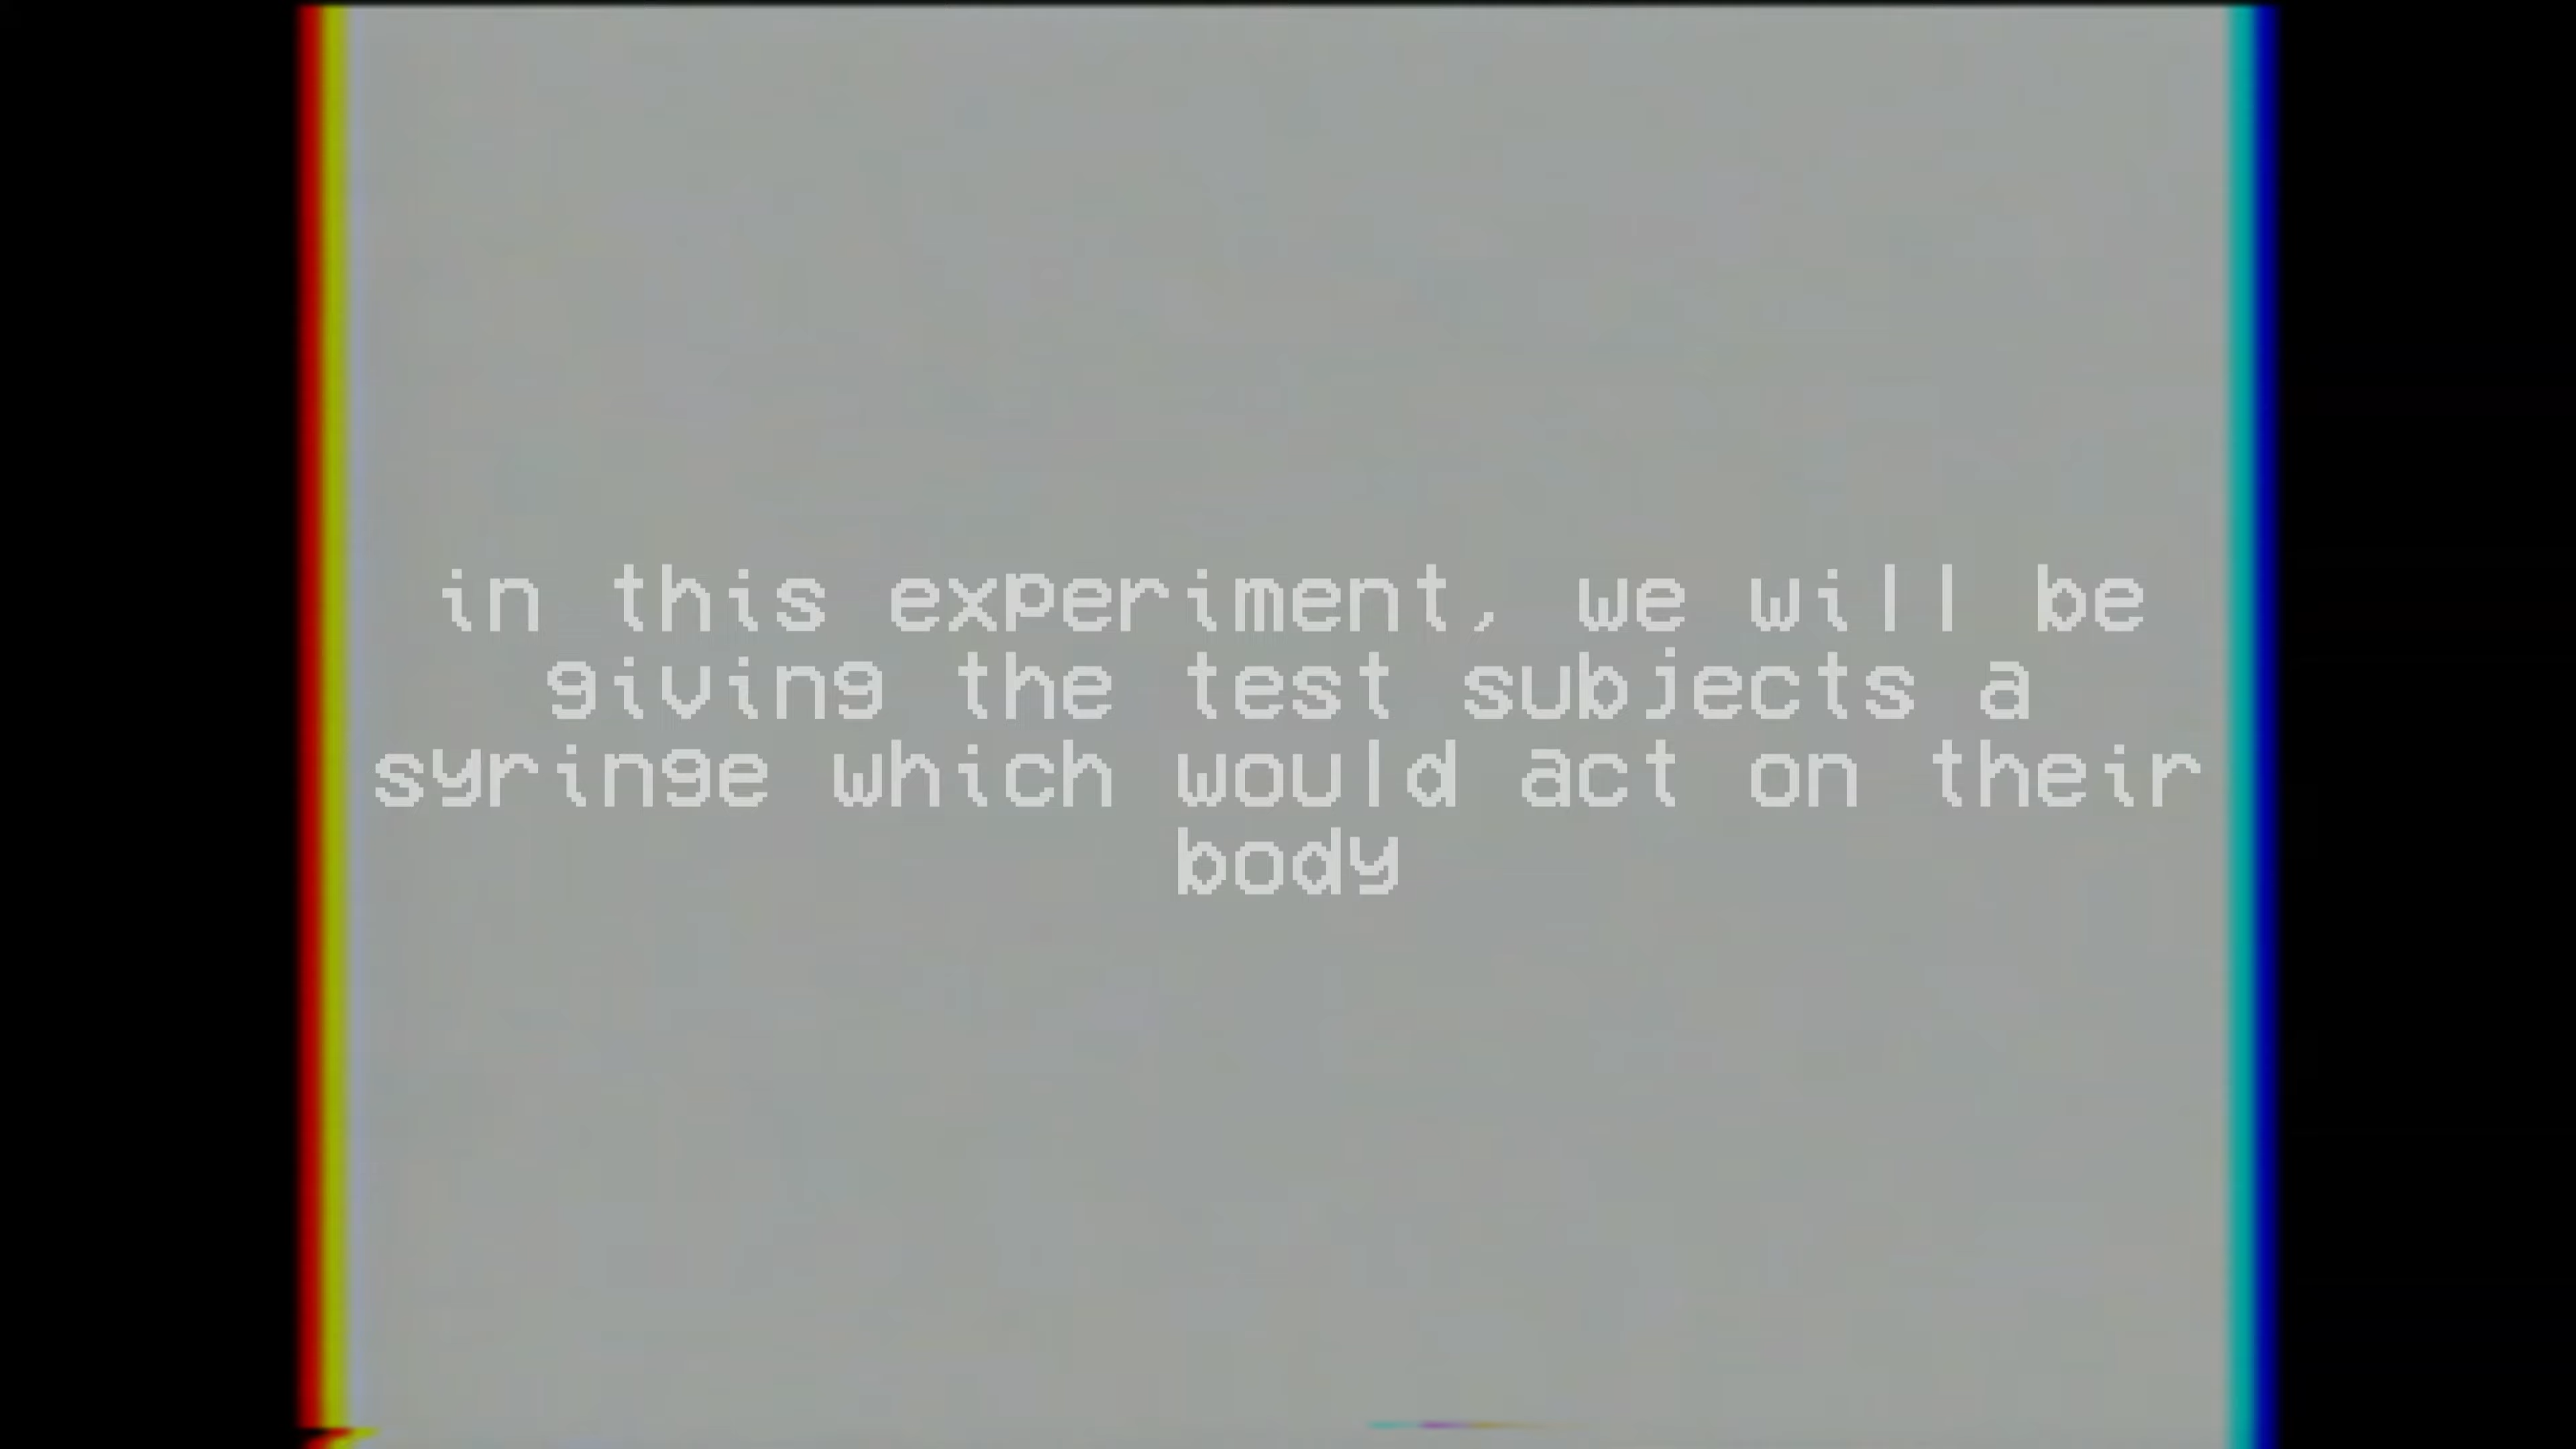 in this experiment, we will be
giving the test subjects a
syringe which would act on their
body